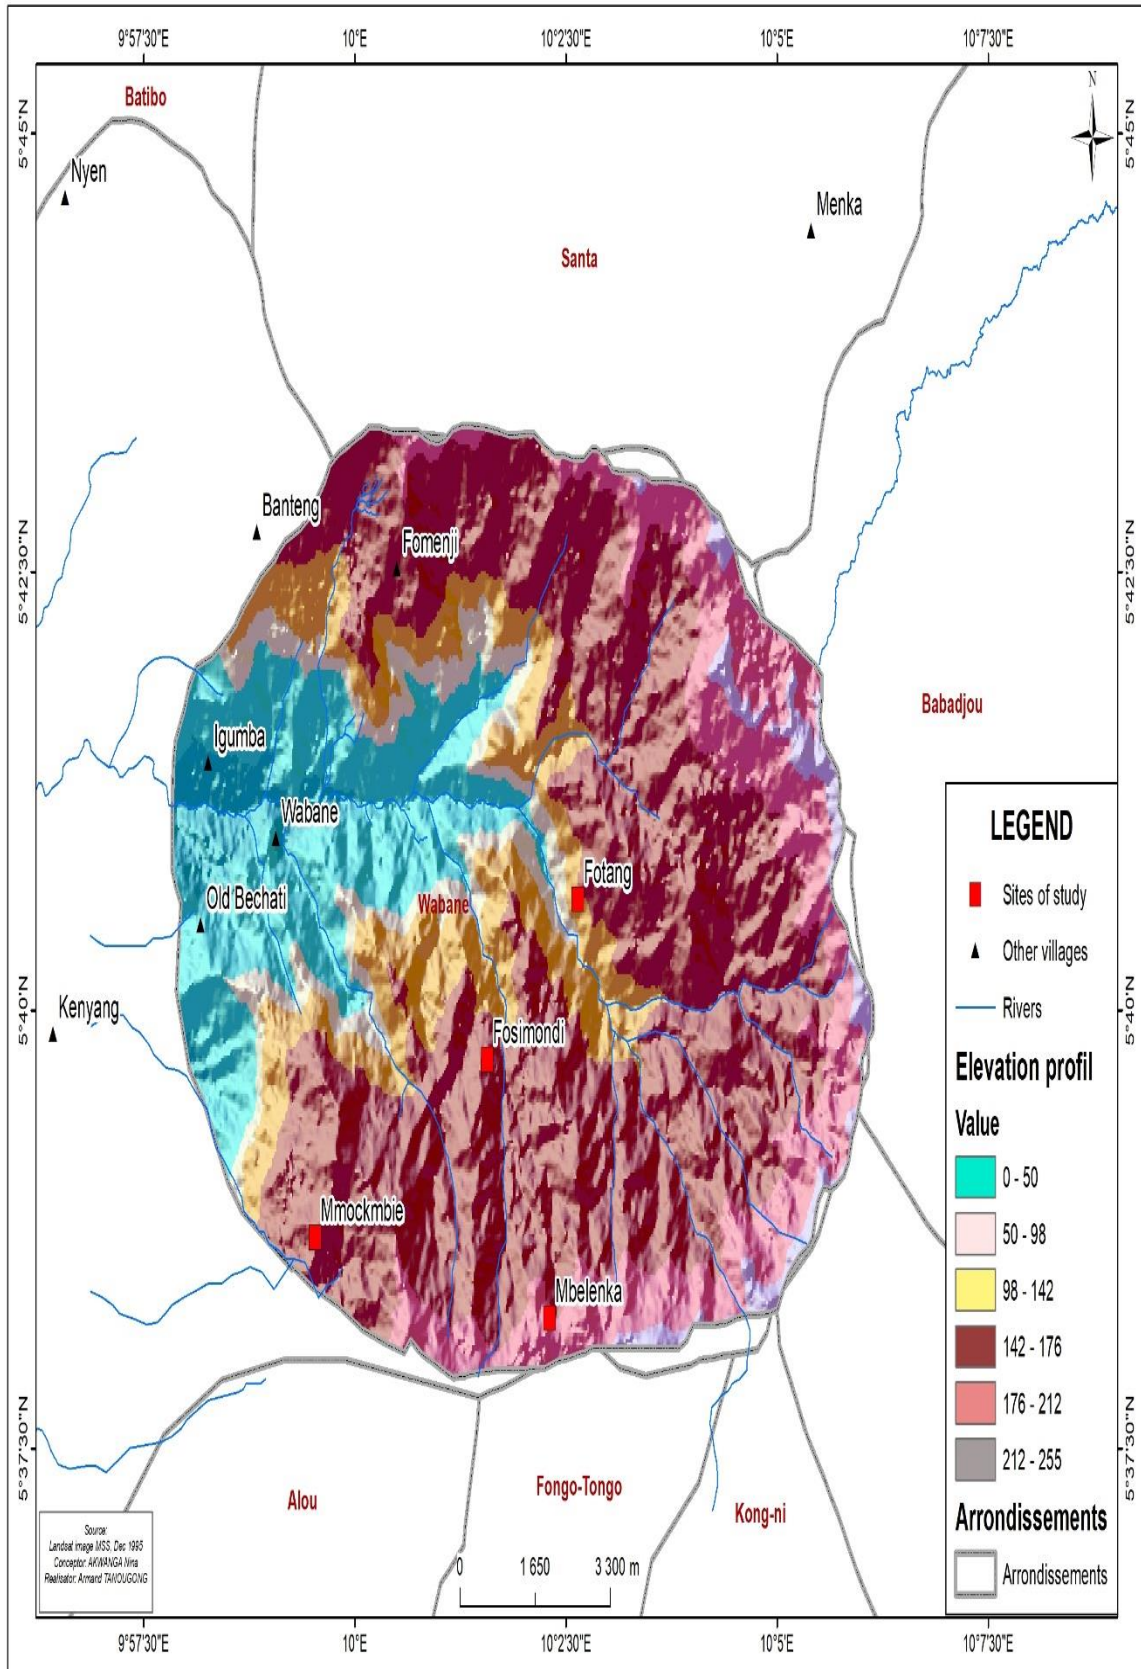 9°57'30"E 10°E 10°2'30"E 10°5'E 10°7'30"E
Batibo
N
5°45'N
5°45'N
Nyen
Menka
Santa
Banteng
Fomenji
5°42'30"N
5°42'30"N
Babadjou
Igumba
Wabane
Fotang
Old Bechati
Wabane
Kenyang
5°40'N
5°40'N
Fosimondi
Mmockmbie
Mbelenka
LEGEND
Sites of study
Other villages
Rivers
Elevation profil
Value
0 - 50
50 - 98
98 - 142
142 - 176
176 - 212
212 - 255
Arrondissements
Arrondissements
5°37'30"N
5°37'30"N
Alou
Fongo-Tongo
Kong-ni
Source:
Landsat image MSS, Dec 1995
Conceptor: AKWANGA Nina
Realisator: Armand TANOUGONG
0 1 650 3 300 m
9°57'30"E 10°E 10°2'30"E 10°5'E 10°7'30"E